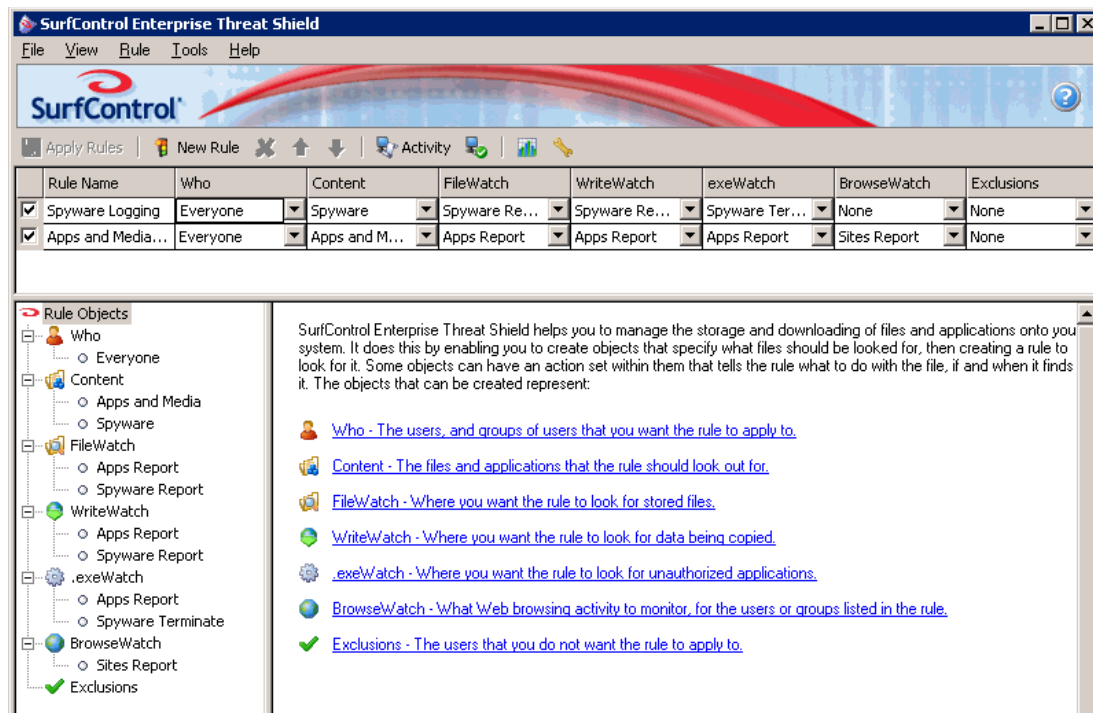 SurfControl Enterprise Threat Shield
File View Rule Tools Help
SurfControl
Apply Rules New Rule Activity
Rule Name Who Content FileWatch WriteWatch exeWatch BrowseWatch Exclusions
Spyware Logging Everyone Spyware Spyware Re... Spyware Re... Spyware Ter... None None
Apps and Media... Everyone Apps and M... Apps Report Apps Report Apps Report Sites Report None
Rule Objects
Who
Everyone
Content
Apps and Media
Spyware
FileWatch
Apps Report
Spyware Report
WriteWatch
Apps Report
Spyware Report
.exeWatch
Apps Report
Spyware Terminate
BrowseWatch
Sites Report
Exclusions
SurfControl Enterprise Threat Shield helps you to manage the storage and downloading of files and applications onto you
system. It does this by enabling you to create objects that specify what files should be looked for, then creating a rule to
look for it. Some objects can have an action set within them that tells the rule what to do with the file, if and when it finds
it. The objects that can be created represent:
Who - The users, and groups of users that you want the rule to apply to.
Content - The files and applications that the rule should look out for.
FileWatch - Where you want the rule to look for stored files.
WriteWatch - Where you want the rule to look for data being copied.
.exeWatch - Where you want the rule to look for unauthorized applications.
BrowseWatch - What Web browsing activity to monitor, for the users or groups listed in the rule.
Exclusions - The users that you do not want the rule to apply to.